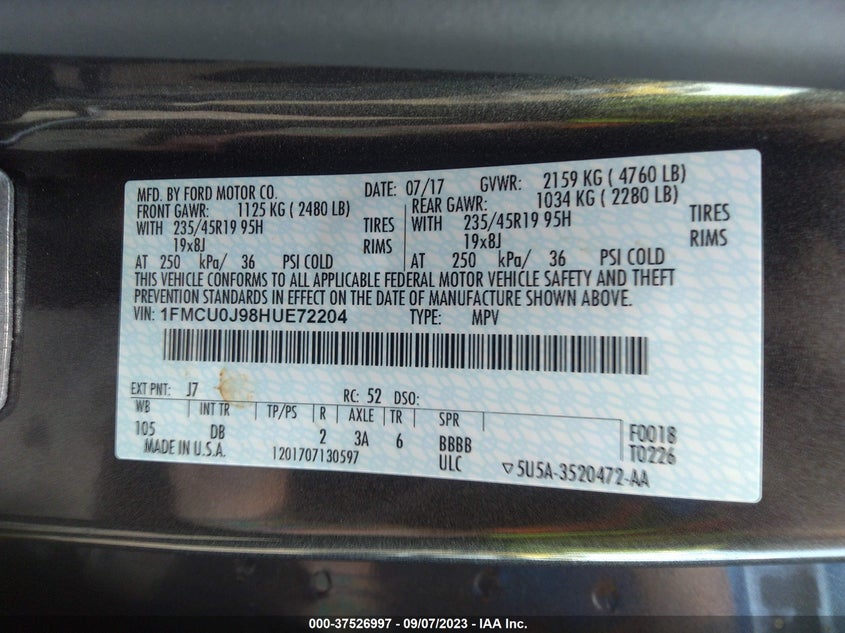 MFD. BY FORD MOTOR CO. DATE: 07/17 GVWR: 2159 KG ( 4760 LB)
FRONT GAWR: 1125 KG ( 2480 LB) REAR GAWR: 1034 KG ( 2280 LB)
WITH 235/45R19 95H TIRES WITH 235/45R19 95H TIRES
19x8J RIMS 19x8J RIMS
AT 250 kPa/ 36 PSI COLD AT 250 kPa/ 36 PSI COLD
THIS VEHICLE CONFORMS TO ALL APPLICABLE FEDERAL MOTOR VEHICLE SAFETY AND THEFT
PREVENTION STANDARDS IN EFFECT ON THE DATE OF MANUFACTURE SHOWN ABOVE.
VIN: 1FMCU0J98HUE72204 TYPE: MPV
EXT PNT: J7 RC: 52 DSO:
WB INT TR TP/PS R AXLE TR SPR
105 DB 2 3A 6 BBBB F0018
MADE IN U.S.A. 1201707130597 ULC T0226
▽5U5A-3520472-AA
000-37526997 - 09/07/2023 - IAA Inc.